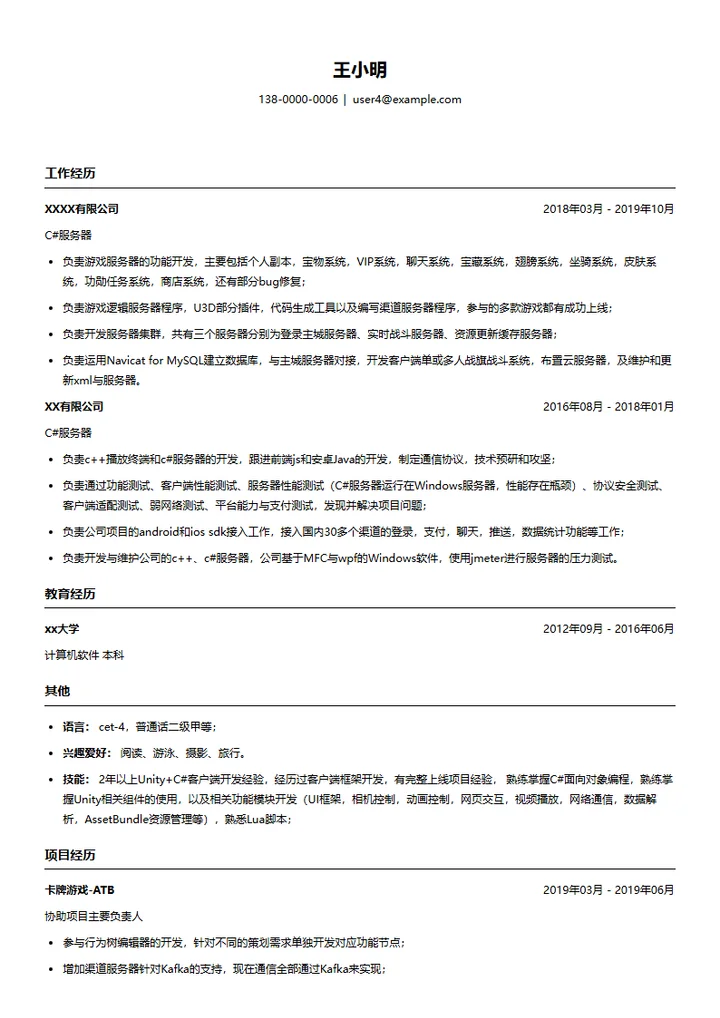 王小明
138-0000-0006 | user4@example.com
工作经历
XXXX有限公司 2018年03月 - 2019年10月
C#服务器
• 负责游戏服务器的功能开发，主要包括个人副本，宝物系统，VIP系统，聊天系统，宝藏系统，翅膀系统，坐骑系统，皮肤系
统，功勋任务系统，商店系统，还有部分bug修复；
• 负责游戏逻辑服务器程序，U3D部分插件，代码生成工具以及编写渠道服务器程序，参与的多款游戏都有成功上线；
• 负责开发服务器集群，共有三个服务器分别为登录主城服务器、实时战斗服务器、资源更新缓存服务器；
• 负责运用Navicat for MySQL建立数据库，与主城服务器对接，开发客户端单或多人战旗战斗系统，布置云服务器，及维护和更
新xml与服务器。
XX有限公司 2016年08月 - 2018年01月
C#服务器
• 负责c++播放终端和c#服务器的开发，跟进前端js和安卓Java的开发，制定通信协议，技术预研和攻坚；
• 负责通过功能测试、客户端性能测试、服务器性能测试（C#服务器运行在Windows服务器，性能存在瓶颈）、协议安全测试、
客户端适配测试、弱网络测试、平台能力与支付测试，发现并解决项目问题；
• 负责公司项目的android和ios sdk接入工作，接入国内30多个渠道的登录，支付，聊天，推送，数据统计功能等工作；
• 负责开发与维护公司的c++、c#服务器，公司基于MFC与wpf的Windows软件，使用jmeter进行服务器的压力测试。
教育经历
xx大学 2012年09月 - 2016年06月
计算机软件 本科
其他
• 语言： cet-4，普通话二级甲等；
• 兴趣爱好： 阅读、游泳、摄影、旅行。
• 技能： 2年以上Unity+C#客户端开发经验，经历过客户端框架开发，有完整上线项目经验， 熟练掌握C#面向对象编程，熟练掌
握Unity相关组件的使用，以及相关功能模块开发（UI框架，相机控制，动画控制，网页交互，视频播放，网络通信，数据解
析，AssetBundle资源管理等），熟悉Lua脚本；
项目经历
卡牌游戏-ATB 2019年03月 - 2019年06月
协助项目主要负责人
• 参与行为树编辑器的开发，针对不同的策划需求单独开发对应功能节点；
• 增加渠道服务器针对Kafka的支持，现在通信全部通过Kafka来实现；